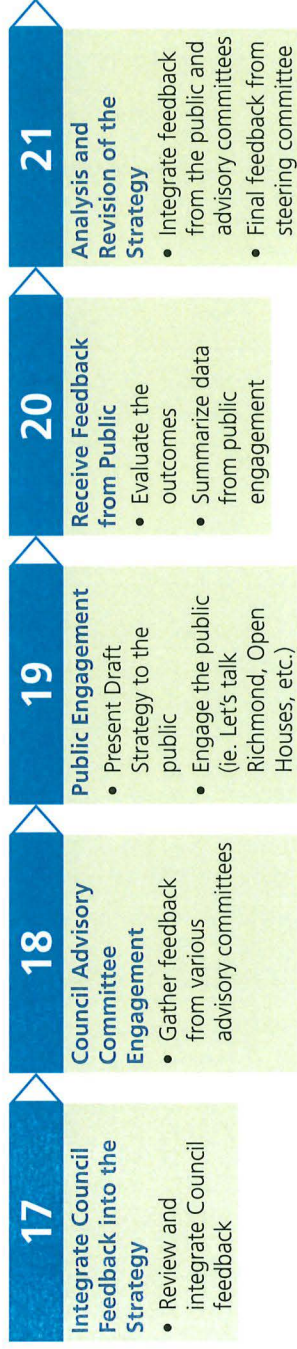 17
Integrate Council
Feedback into the
Strategy
• Review and
integrate Council
feedback
18
Council Advisory
Committee
Engagement
• Gather feedback
from various
advisory committees
19
Public Engagement
• Present Draft
Strategy to the
public
• Engage the public
(ie. Let's talk
Richmond, Open
Houses, etc.)
20
Receive Feedback
from Public
• Evaluate the
outcomes
• Summarize data
from public
engagement
21
Analysis and
Revision of the
Strategy
• Integrate feedback
from the public and
advisory committees
• Final feedback from
steering committee